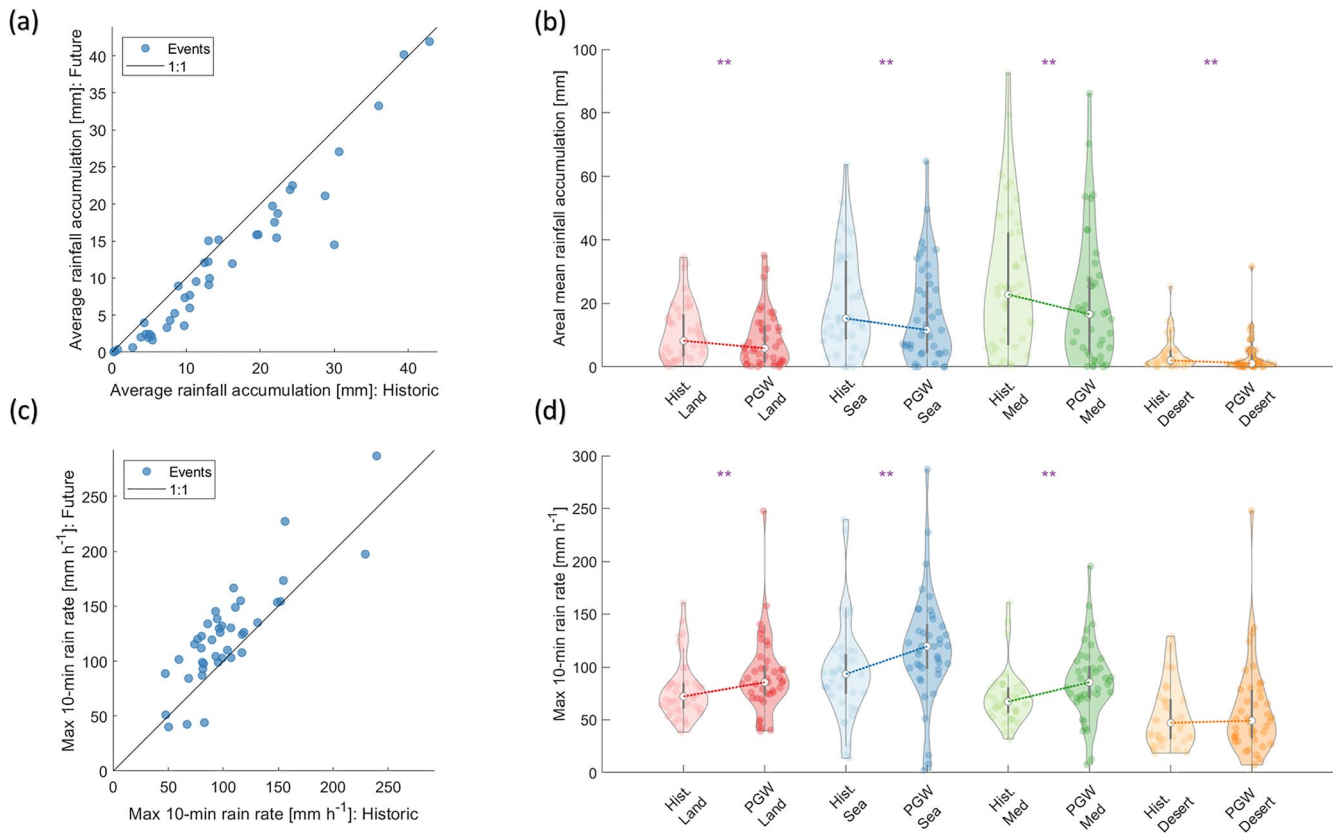 (a)
Average rainfall accumulation [mm]: Future
40
35
30
25
20
15
10
5
0
Events
1:1
0 10 20 30 40
Average rainfall accumulation [mm]: Historic
(b)
Areal mean rainfall accumulation [mm]
100
80
60
40
20
0
** ** ** **
Hist. Land
PGW Land
Hist. Sea
PGW Sea
Hist. Med
PGW Med
Hist. Desert
PGW Desert
(c)
Max 10-min rain rate [mm h-1]: Future
250
200
150
100
50
0
Events
1:1
0 50 100 150 200 250
Max 10-min rain rate [mm h-1]: Historic
(d)
Max 10-min rain rate [mm h-1]
300
250
200
150
100
50
0
** ** **
Hist. Land
PGW Land
Hist. Sea
PGW Sea
Hist. Med
PGW Med
Hist. Desert
PGW Desert